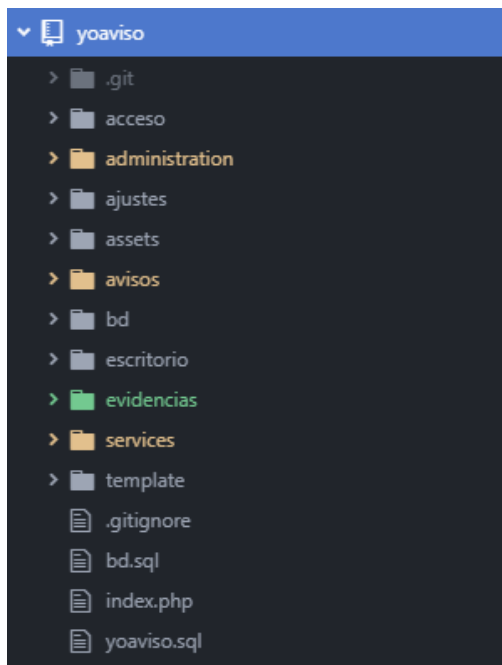 yoaviso
.git
acceso
administration
ajustes
assets
avisos
bd
escritorio
evidencias
services
template
.gitignore
bd.sql
index.php
yoaviso.sql